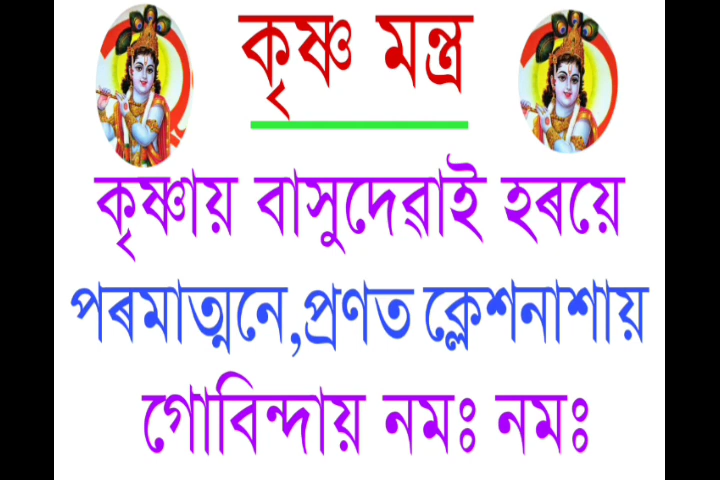 কৃষ্ণ মন্ত্ৰ
কৃষ্ণায় বাসুদেৱাই হৰয়ে
পৰমাত্মনে,প্ৰণত ক্লেশনাশায়
গোবিন্দায় নমঃ নমঃ